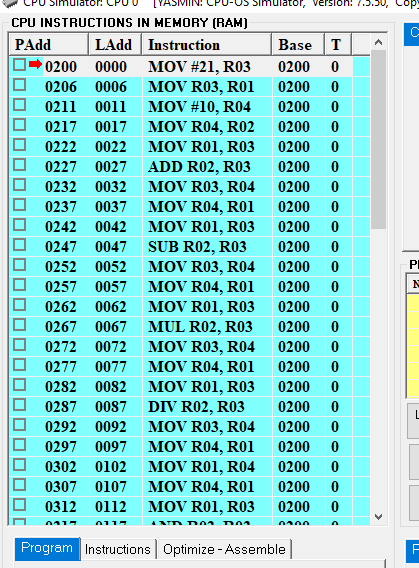 CPU Simulator: CPU 0 [YASMIN: CPU-OS Simulator, Version: 7.5.50, Copy
CPU INSTRUCTIONS IN MEMORY (RAM)
PAdd LAdd Instruction Base T
0200 0000 MOV #21, R03 0200 0
0206 0006 MOV R03, R01 0200 0
0211 0011 MOV #10, R04 0200 0
0217 0017 MOV R04, R02 0200 0
0222 0022 MOV R01, R03 0200 0
0227 0027 ADD R02, R03 0200 0
0232 0032 MOV R03, R04 0200 0
0237 0037 MOV R04, R01 0200 0
0242 0042 MOV R01, R03 0200 0
0247 0047 SUB R02, R03 0200 0
0252 0052 MOV R03, R04 0200 0
0257 0057 MOV R04, R01 0200 0
0262 0062 MOV R01, R03 0200 0
0267 0067 MUL R02, R03 0200 0
0272 0072 MOV R03, R04 0200 0
0277 0077 MOV R04, R01 0200 0
0282 0082 MOV R01, R03 0200 0
0287 0087 DIV R02, R03 0200 0
0292 0092 MOV R03, R04 0200 0
0297 0097 MOV R04, R01 0200 0
0302 0102 MOV R01, R04 0200 0
0307 0107 MOV R04, R01 0200 0
0312 0112 MOV R01, R03 0200 0
0317 0117 AND R02, R03 0200 0
Program Instructions Optimize - Assemble